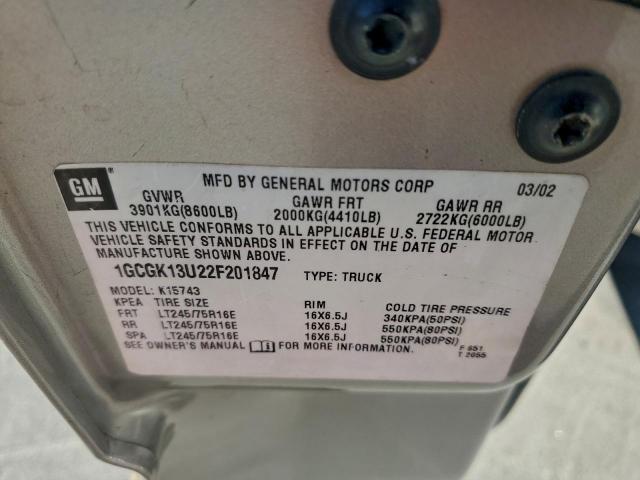 GM
MFD BY GENERAL MOTORS CORP 03/02
GVWR GAWR FRT GAWR RR
3901KG(8600LB) 2000KG(4410LB) 2722KG(6000LB)
THIS VEHICLE CONFORMS TO ALL APPLICABLE U.S. FEDERAL MOTOR
VEHICLE SAFETY STANDARDS IN EFFECT ON THE DATE OF
MANUFACTURE SHOWN ABOVE.
1GCGK13U22F201847 TYPE: TRUCK
MODEL: K15743
KPEA TIRE SIZE RIM COLD TIRE PRESSURE
FRT LT245/75R16E 16X6.5J 340KPA(50PSI)
RR LT245/75R16E 16X6.5J 550KPA(80PSI)
SPA LT245/75R16E 16X6.5J 550KPA(80PSI)
SEE OWNER'S MANUAL FOR MORE INFORMATION. F 651
T 2055